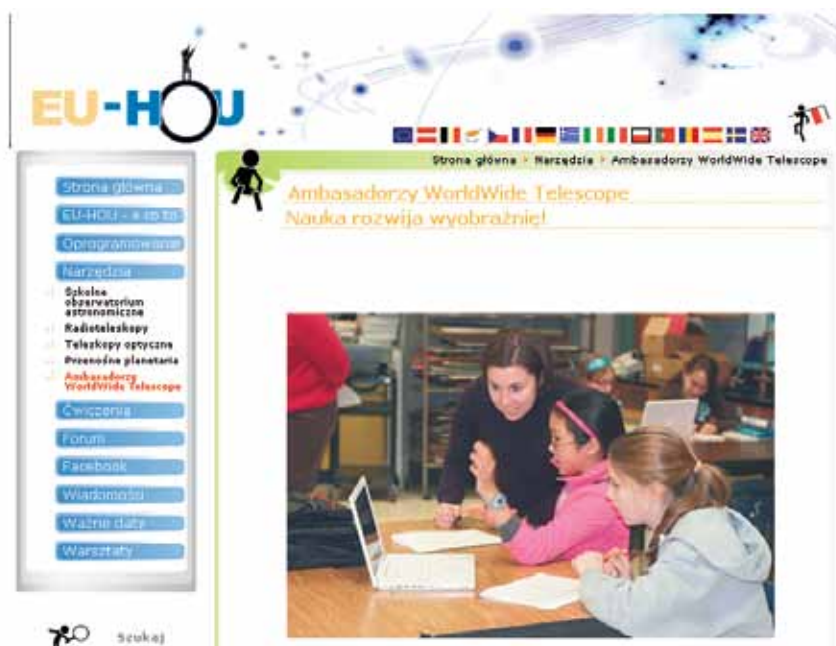 EU-HOU
Strona główna › Narzędzia › Ambasadorzy WorldWide Telescope
Strona główna
EU-HOU - a co to
Oprogramowanie
Narzędzia
Szkolne
obserwatorium
astronomiczne
Radioteleskopy
Teleskopy optyczne
Przenośne planetaria
Ambasadorzy
WorldWide Telescope
Ćwiczenia
Forum
Facebook
Wiadomości
Ważne daty
Warsztaty
Szukaj
Ambasadorzy WorldWide Telescope
Nauka rozwija wyobraźnię!